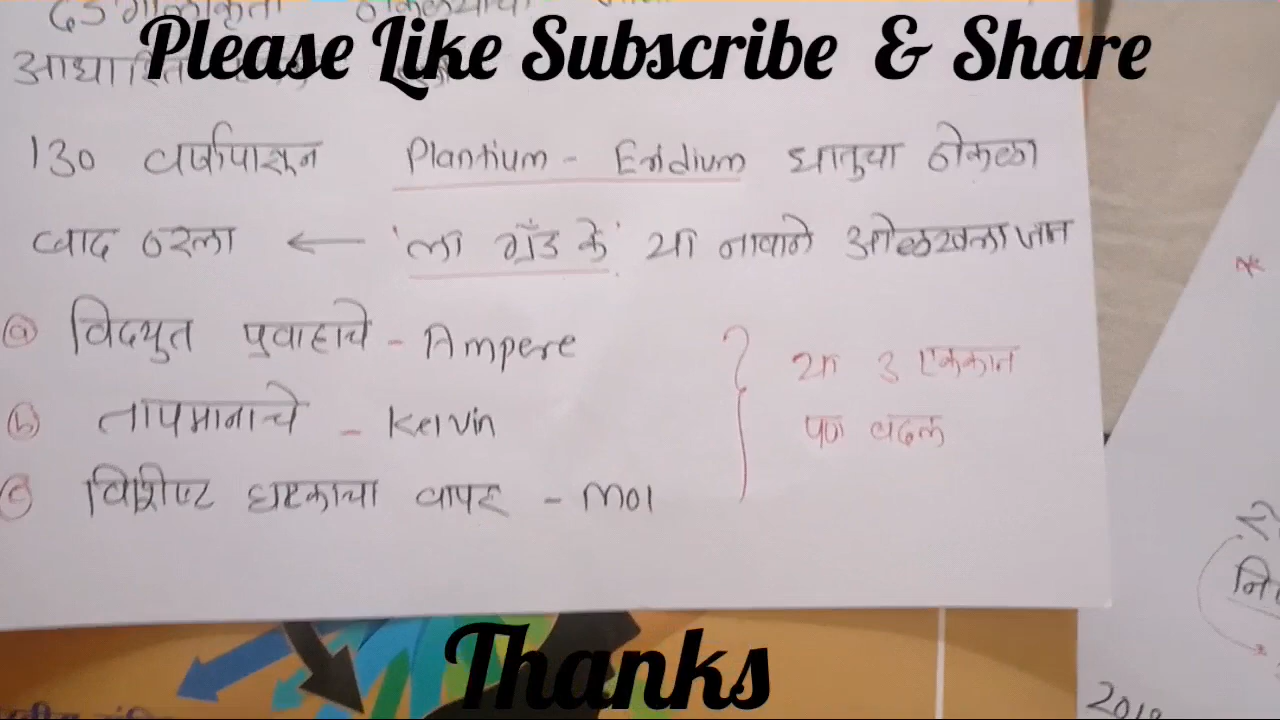 Please Like Subscribe & Share
130 वर्षापासून Plantium - Eridium धातुचा ठोकळा
बाद ठरला ← 'ला ग्रँड के' या नावाने ओळखला जात
a विदयुत प्रवाहाचे - Ampere
b तापमानाचे - Kelvin
c विशिष्ट घटकाचा वापर - mol
या 3 एककात
पण बदल
Thanks